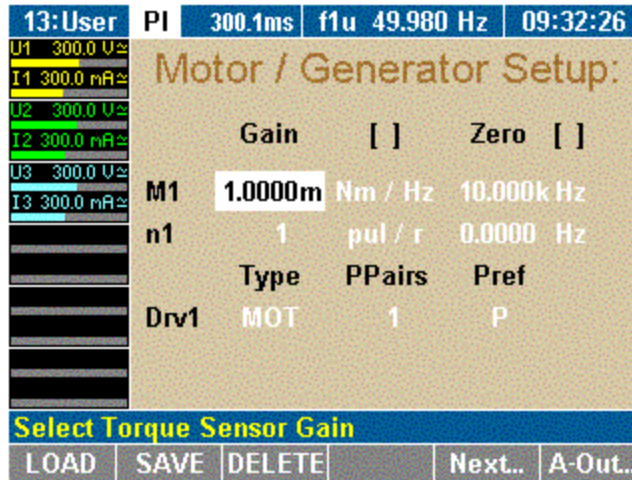 13:User PI 300.1ms f1u 49.980 Hz 09:32:26
U1 300.0 V≃
I1 300.0 mA≃
U2 300.0 V≃
I2 300.0 mA≃
U3 300.0 V≃
I3 300.0 mA≃
Motor / Generator Setup:
Gain [ ] Zero [ ]
M1 1.0000m Nm / Hz 10.000k Hz
n1 1 pul / r 0.0000 Hz
Type PPairs Pref
Drv1 MOT 1 P
Select Torque Sensor Gain
LOAD SAVE DELETE Next... A-Out..